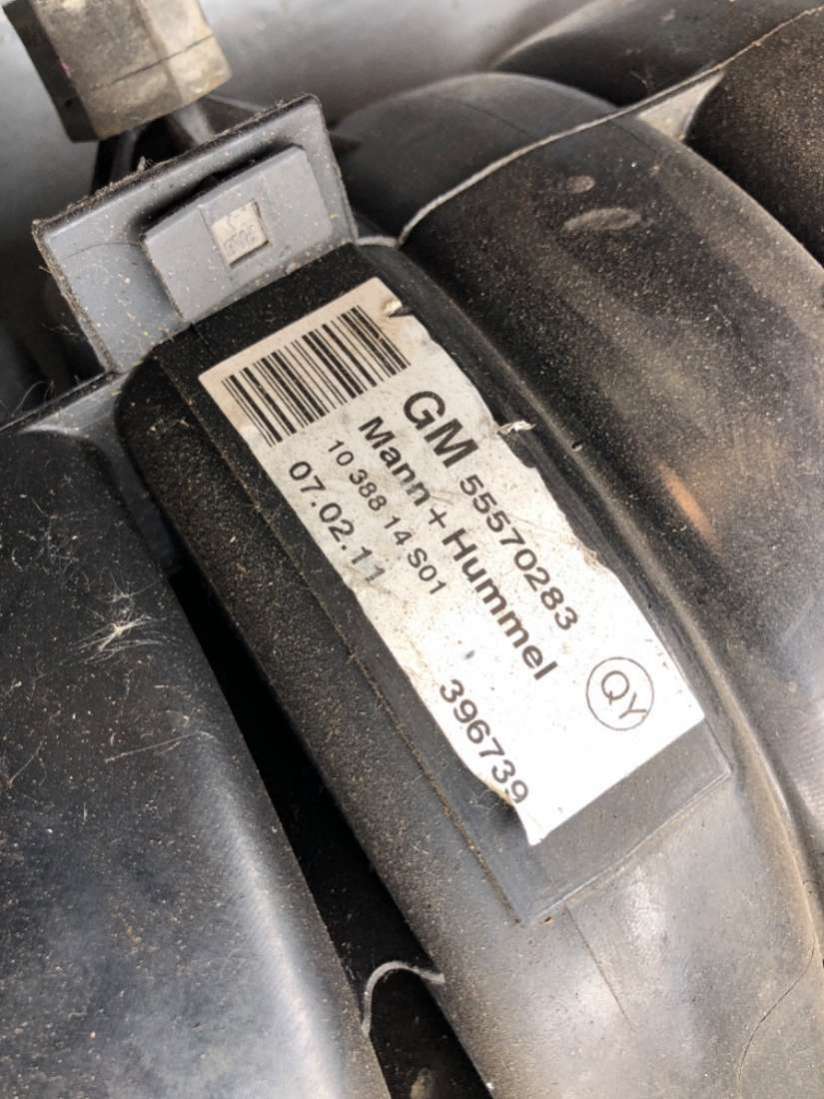 GM 55570283
Mann + Hummel
10 388 14 S01
07.02.11
396739
QY